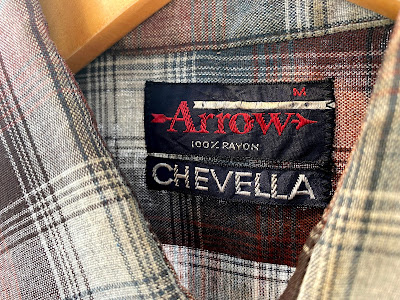 M
Arrow
100% RAYON
CHEVELLA